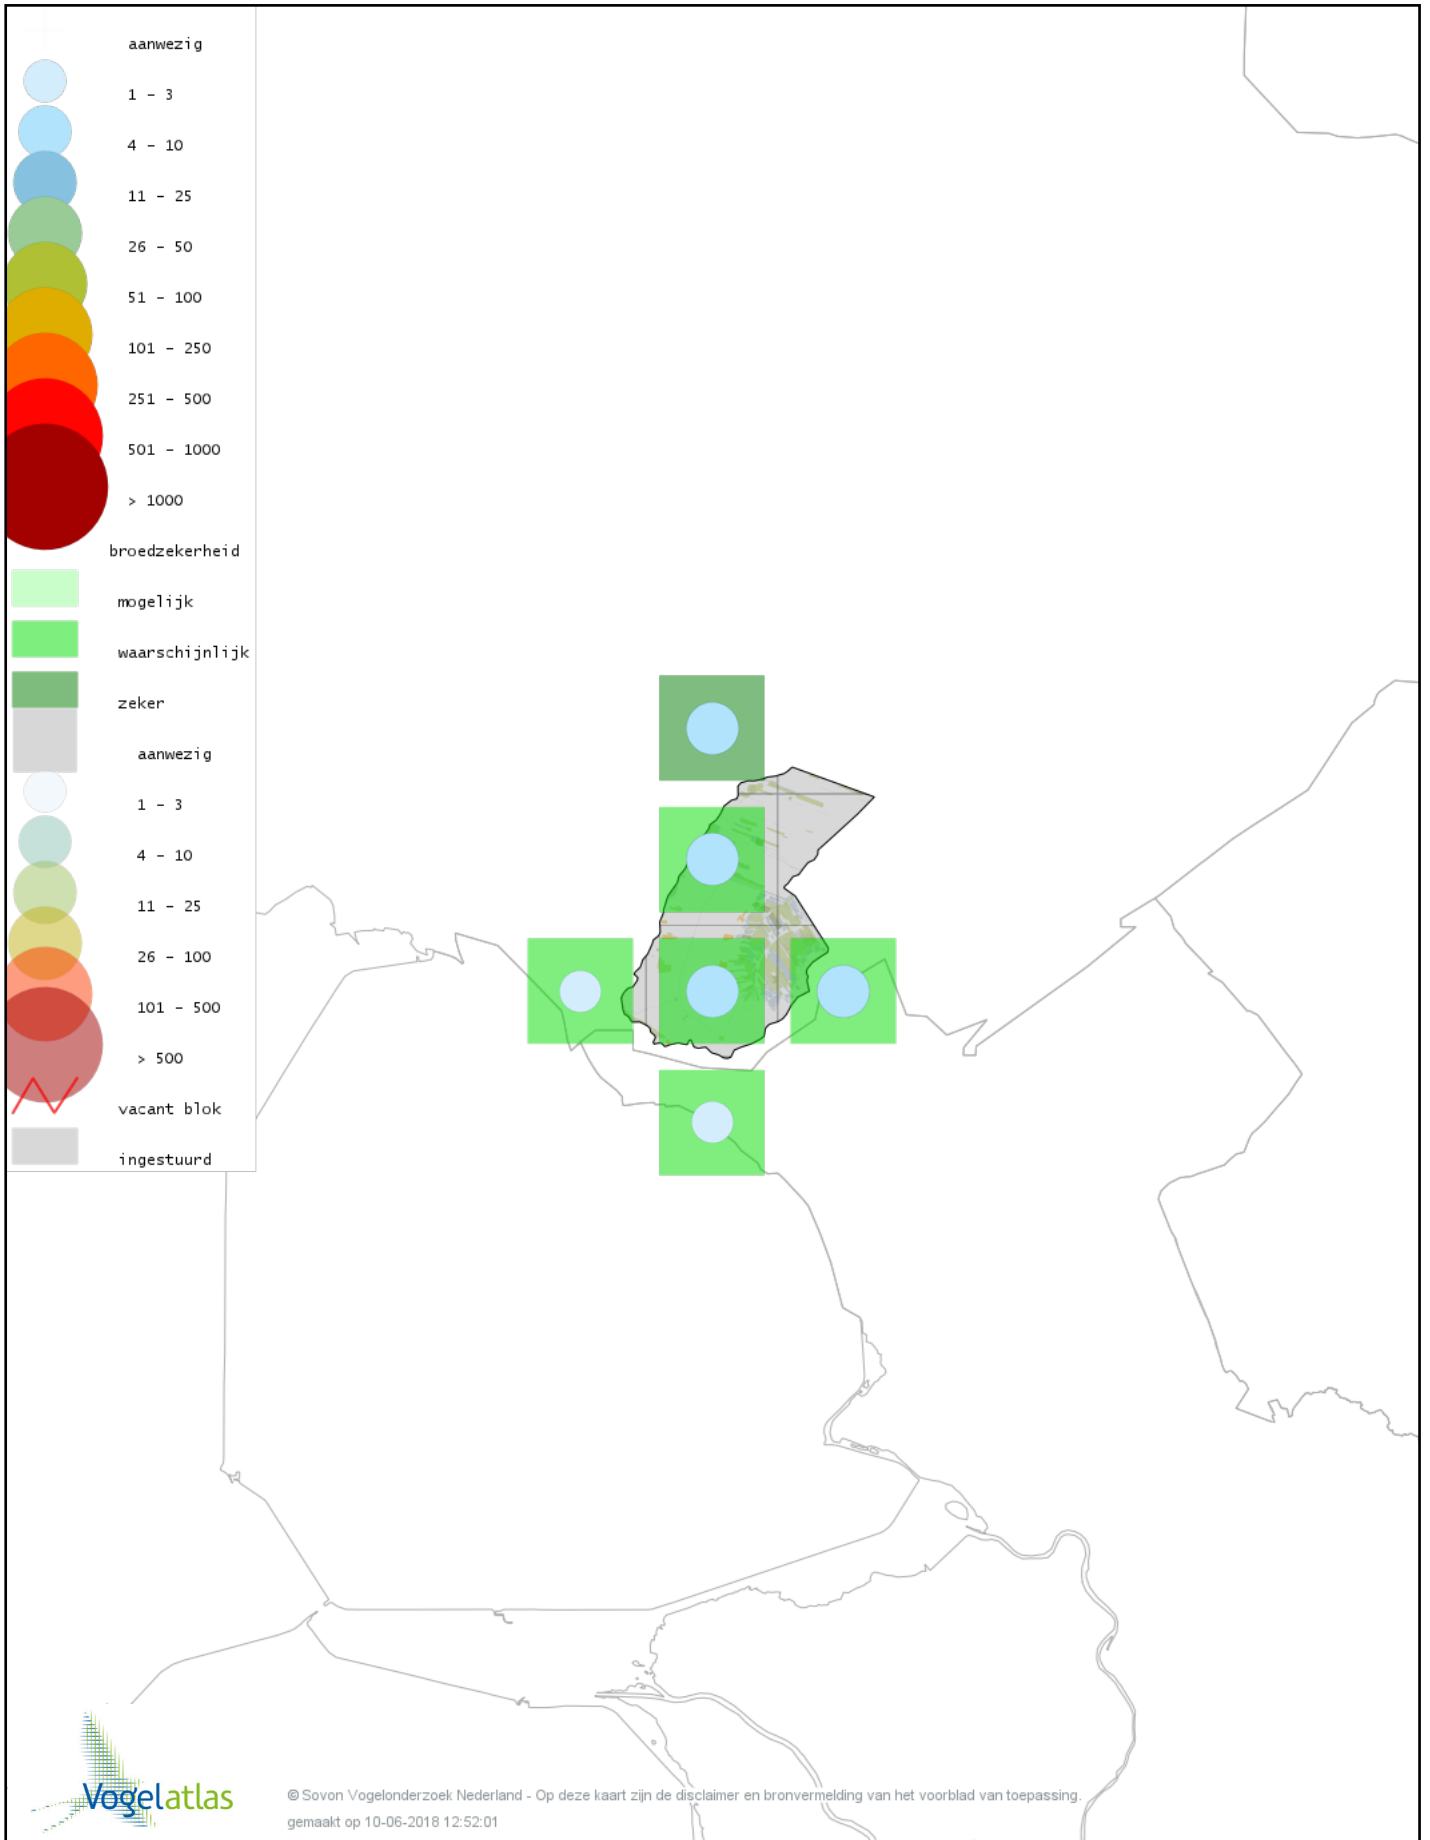 aanwezig
1 - 3
4 - 10
11 - 25
26 - 50
51 - 100
101 - 250
251 - 500
501 - 1000
> 1000
broedzekerheid
mogelijk
waarschijnlijk
zeker
aanwezig
1 - 3
4 - 10
11 - 25
26 - 100
101 - 500
> 500
vacant blok
ingestuurd
Vogelatlas
© Sovon Vogelonderzoek Nederland - Op deze kaart zijn de disclaimer en bronvermelding van het voorblad van toepassing.
gemaakt op 10-06-2018 12:52:01